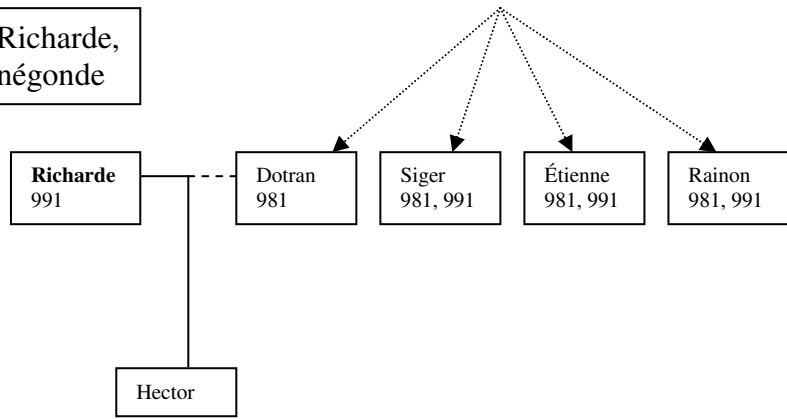 Richarde,
négonde
Richarde
991
Dotran
981
Siger
981, 991
Étienne
981, 991
Rainon
981, 991
Hector